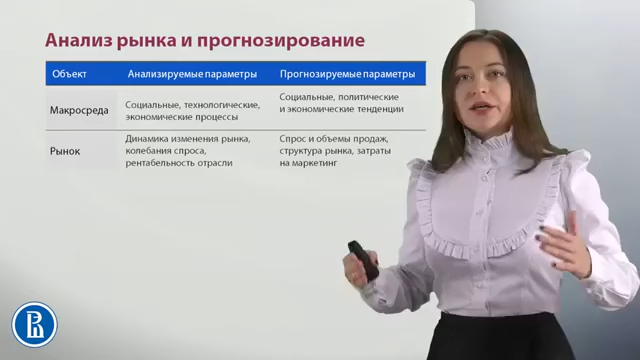 Анализ рынка и прогнозирование
Объект Анализируемые параметры Прогнозируемые параметры
Макросреда
Социальные, технологические,
экономические процессы
Социальные, политические
и экономические тенденции
Рынок
Динамика изменения рынка,
колебания спроса,
рентабельность отрасли
Спрос и объемы продаж,
структура рынка, затраты
на маркетинг